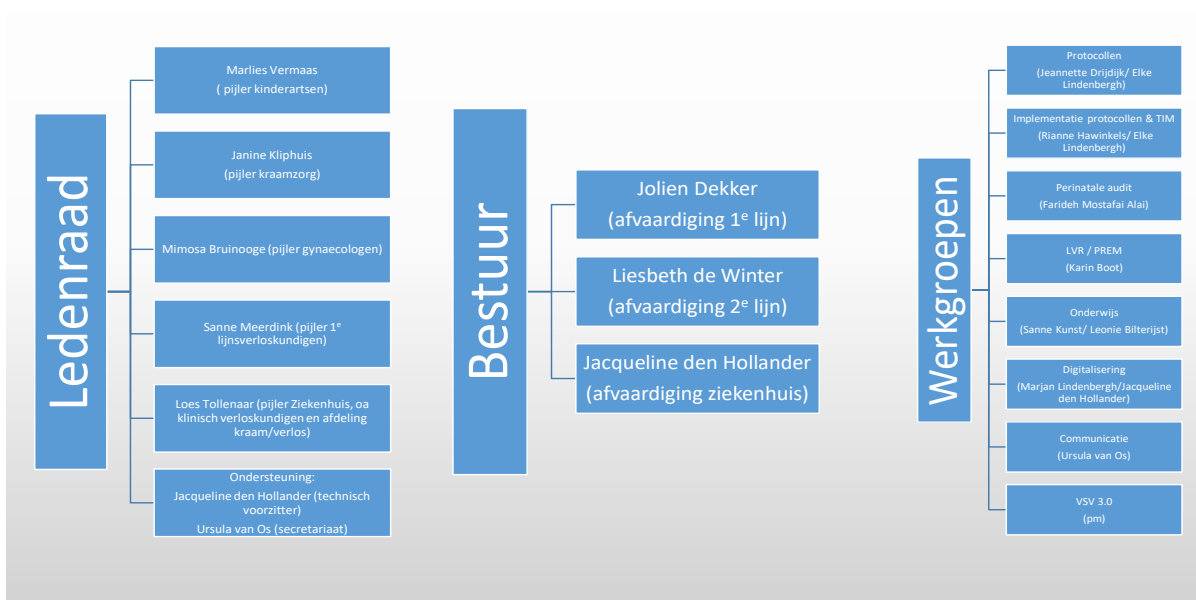 Ledenraad
Marlies Vermaas
( pijler kinderartsen)
Janine Kliphuis
(pijler kraamzorg)
Mimosa Bruinooge (pijler gynaecologen)
Sanne Meerdink (pijler 1e
lijnsverloskundigen)
Loes Tollenaar (pijler Ziekenhuis, oa
klinisch verloskundigen en afdeling
kraam/verlos)
Ondersteuning:
Jacqueline den Hollander (technisch
voorzitter)
Ursula van Os (secretariaat)
Bestuur
Jolien Dekker
(afvaardiging 1e lijn)
Liesbeth de Winter
(afvaardiging 2e lijn)
Jacqueline den Hollander
(afvaardiging ziekenhuis)
Werkgroepen
Protocollen
(Jeannette Drijdijk/ Elke
Lindenbergh)
Implementatie protocollen & TIM
(Rianne Hawinkels/ Elke
Lindenbergh)
Perinatale audit
(Farideh Mostafai Alai)
LVR / PREM
(Karin Boot)
Onderwijs
(Sanne Kunst/ Leonie Bilterijst)
Digitalisering
(Marjan Lindenbergh/Jacqueline
den Hollander)
Communicatie
(Ursula van Os)
VSV 3.0
(pm)